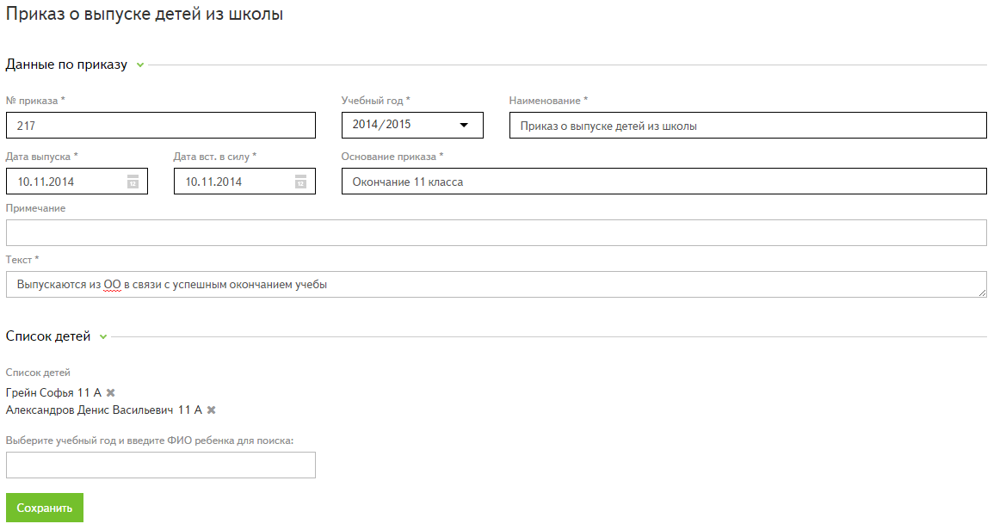 Приказ о выпуске детей из школы
Данные по приказу
№ приказа * Учебный год * Наименование *
217 2014/2015 Приказ о выпуске детей из школы
Дата выпуска * Дата вст. в силу * Основание приказа *
10.11.2014 12 10.11.2014 12 Окончание 11 класса
Примечание
Текст *
Выпускаются из ОО в связи с успешным окончанием учебы
Список детей
Список детей
Грейн Софья 11 А
Александров Денис Васильевич 11 А
Выберите учебный год и введите ФИО ребенка для поиска:
Сохранить